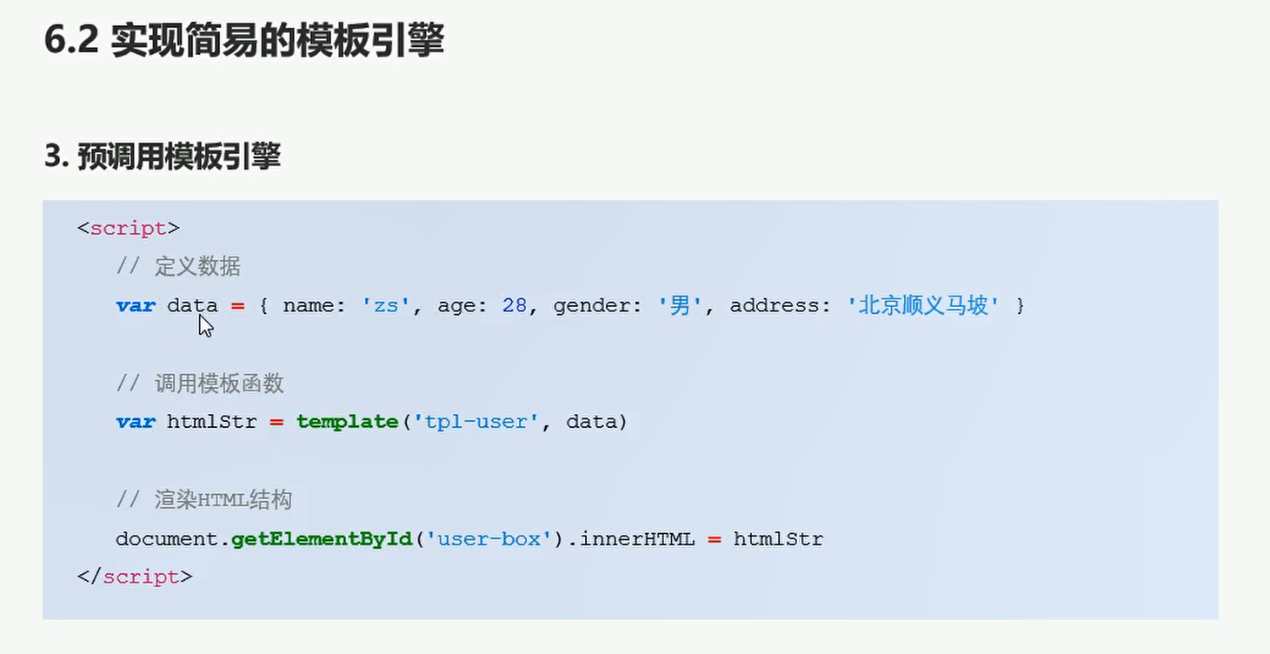 6.2 实现简易的模板引擎
3. 预调用模板引擎
<script>
// 定义数据
var data = { name: 'zs', age: 28, gender: '男', address: '北京顺义马坡' }
// 调用模板函数
var htmlStr = template('tpl-user', data)
// 渲染HTML结构
document.getElementById('user-box').innerHTML = htmlStr
</script>